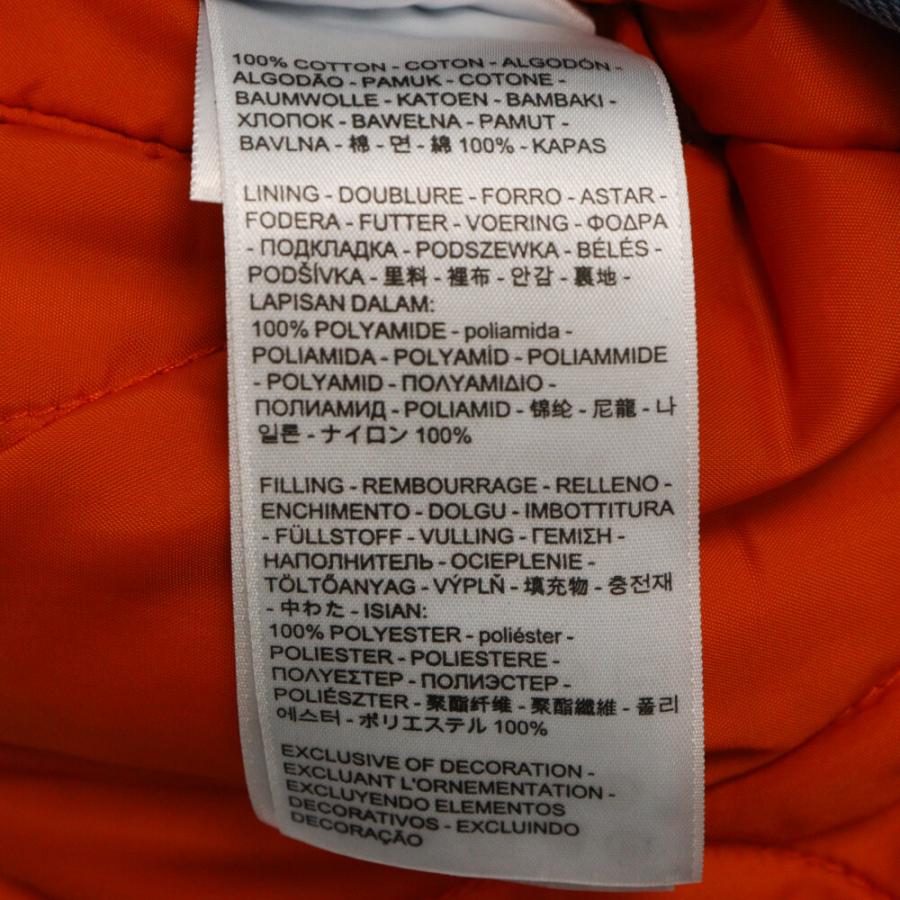 100% COTTON - COTON - ALGODÓN -
ALGODÃO - PAMUK - COTONE -
BAUMWOLLE - KATOEN - BAMBAKI -
ХЛОПОК - BAWEŁNA - PAMUT -
BAVLNA - 棉 - 면 - 綿 100% - KAPAS
LINING - DOUBLURE - FORRO - ASTAR -
FODERA - FUTTER - VOERING - ΦΟΔΡΑ
- ПОДКЛАДКА - PODSZEWKA - BÉLÉS -
PODŠÍVKA - 里料 - 裡布 - 안감 - 裏地 -
LAPISAN DALAM:
100% POLYAMIDE - poliamida -
POLIAMIDA - POLYAMÍD - POLIAMMIDE
- POLYAMID - ΠΟΛΥΑΜΙΔΙΟ -
ПОЛИАМИД - POLIAMID - 锦纶 - 尼龍 - 나
일론 - ナイロン 100%
FILLING - REMBOURRAGE - RELLENO -
ENCHIMENTO - DOLGU - IMBOTTITURA
- FÜLLSTOFF - VULLING - ΓΕΜΙΣΗ -
НАПОЛНИТЕЛЬ - OCIEPLENIE -
TÖLTŐANYAG - VÝPLŇ - 填充物 - 충전재
- 中わた - ISIAN:
100% POLYESTER - poliéster -
POLIESTER - POLIESTERE -
ΠΟΛΥΕΣΤΕΡ - ПОЛИЭСТЕР -
POLIÉSZTER - 聚酯纤维 - 聚酯纖維 - 폴리
에스터 - ポリエステル 100%
EXCLUSIVE OF DECORATION -
EXCLUANT L'ORNEMENTATION -
EXCLUYENDO ELEMENTOS
DECORATIVOS - EXCLUINDO
DECORAÇÃO